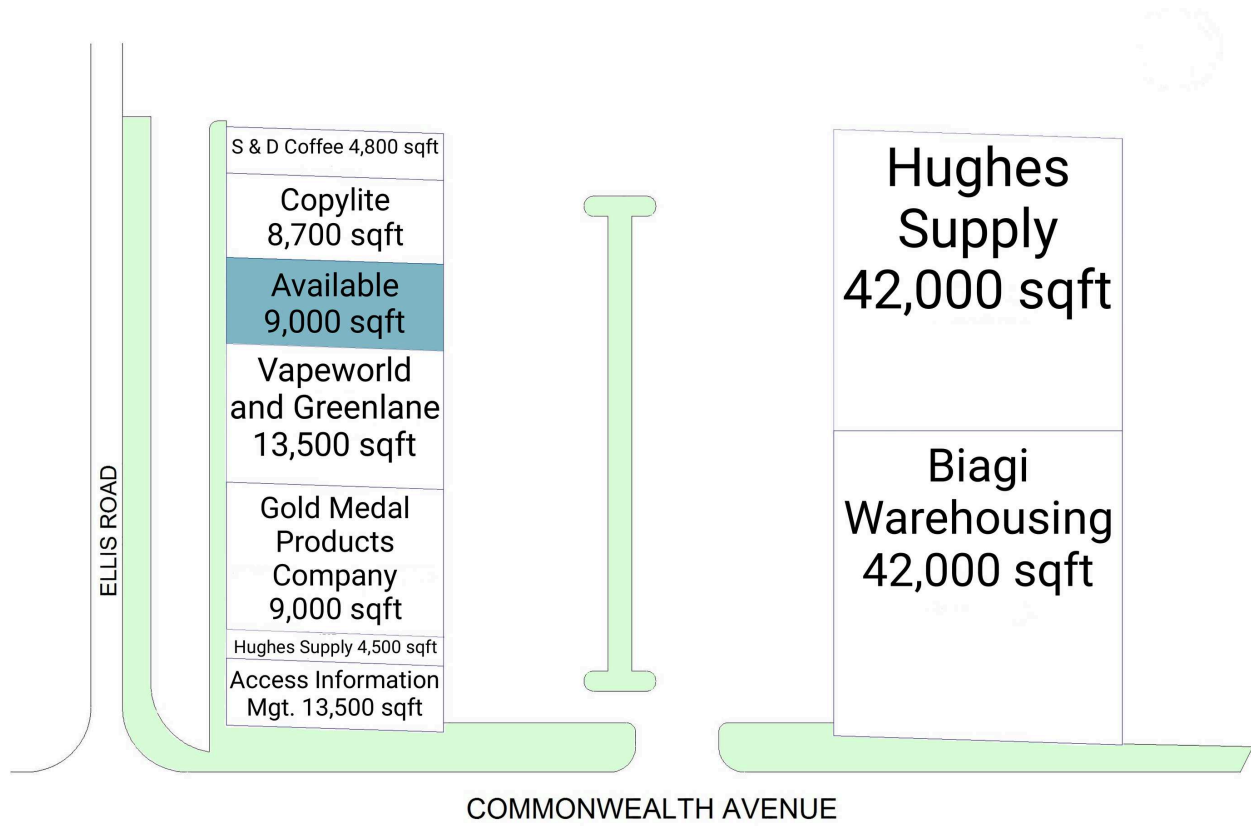 S & D Coffee 4,800 sqft
Copylite
8,700 sqft
Available
9,000 sqft
Vapeworld
and Greenlane
13,500 sqft
Gold Medal
Products
Company
9,000 sqft
Hughes Supply 4,500 sqft
Access Information
Mgt. 13,500 sqft
Hughes
Supply
42,000 sqft
Biagi
Warehousing
42,000 sqft
ELLIS ROAD
COMMONWEALTH AVENUE